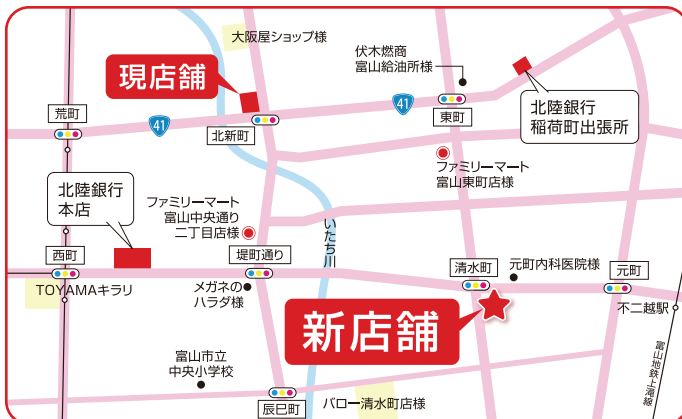 大阪屋ショップ様
伏木燃商
富山給油所様
現店舗
41
41
荒町
北新町
東町
北陸銀行
稲荷町出張所
ファミリーマート
富山東町店様
北陸銀行
本店
ファミリーマート
富山中央通り
二丁目店様
いたち川
西町
堤町通り
清水町
元町内科医院様
元町
TOYAMAキラリ
メガネの
ハラダ様
新店舗
不二越駅
富山地鉄上滝線
富山市立
中央小学校
辰巳町
バロー清水町店様